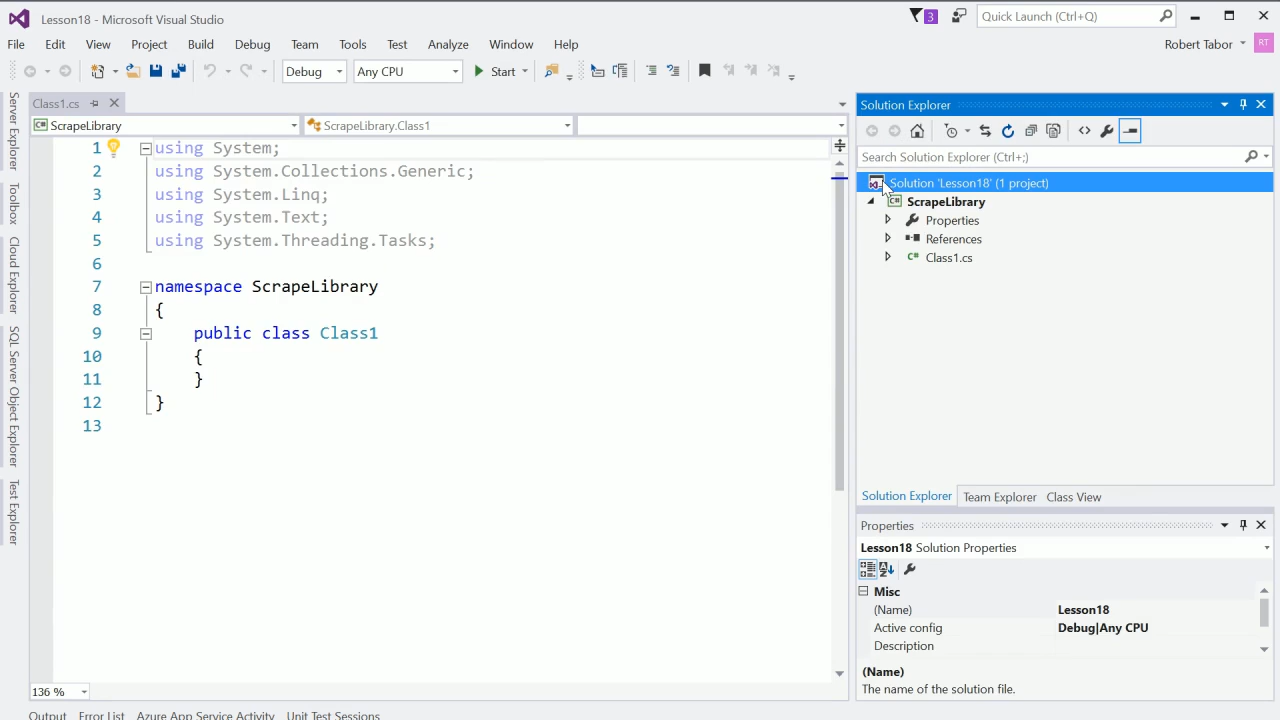 Lesson18 - Microsoft Visual Studio
3
Quick Launch (Ctrl+Q)
File Edit View Project Build Debug Team Tools Test Analyze Window Help
Robert Tabor RT
Debug Any CPU Start
Server Explorer
Toolbox
Cloud Explorer
SQL Server Object Explorer
Test Explorer
Class1.cs
ScrapeLibrary ScrapeLibrary.Class1
1 using System;
2 using System.Collections.Generic;
3 using System.Linq;
4 using System.Text;
5 using System.Threading.Tasks;
6
7 namespace ScrapeLibrary
8 {
9 public class Class1
10 {
11 }
12 }
13
136 %
Solution Explorer
Search Solution Explorer (Ctrl+;)
Solution 'Lesson18' (1 project)
C# ScrapeLibrary
Properties
References
C# Class1.cs
Solution Explorer Team Explorer Class View
Properties
Lesson18 Solution Properties
Misc
(Name) Lesson18
Active config Debug|Any CPU
Description
(Name)
The name of the solution file.
Output Error List Azure App Service Activity Unit Test Sessions